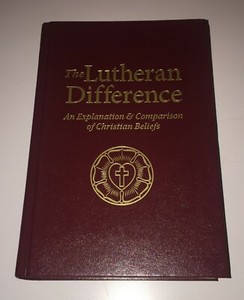 The Lutheran
Difference
An Explanation & Comparison
of Christian Beliefs